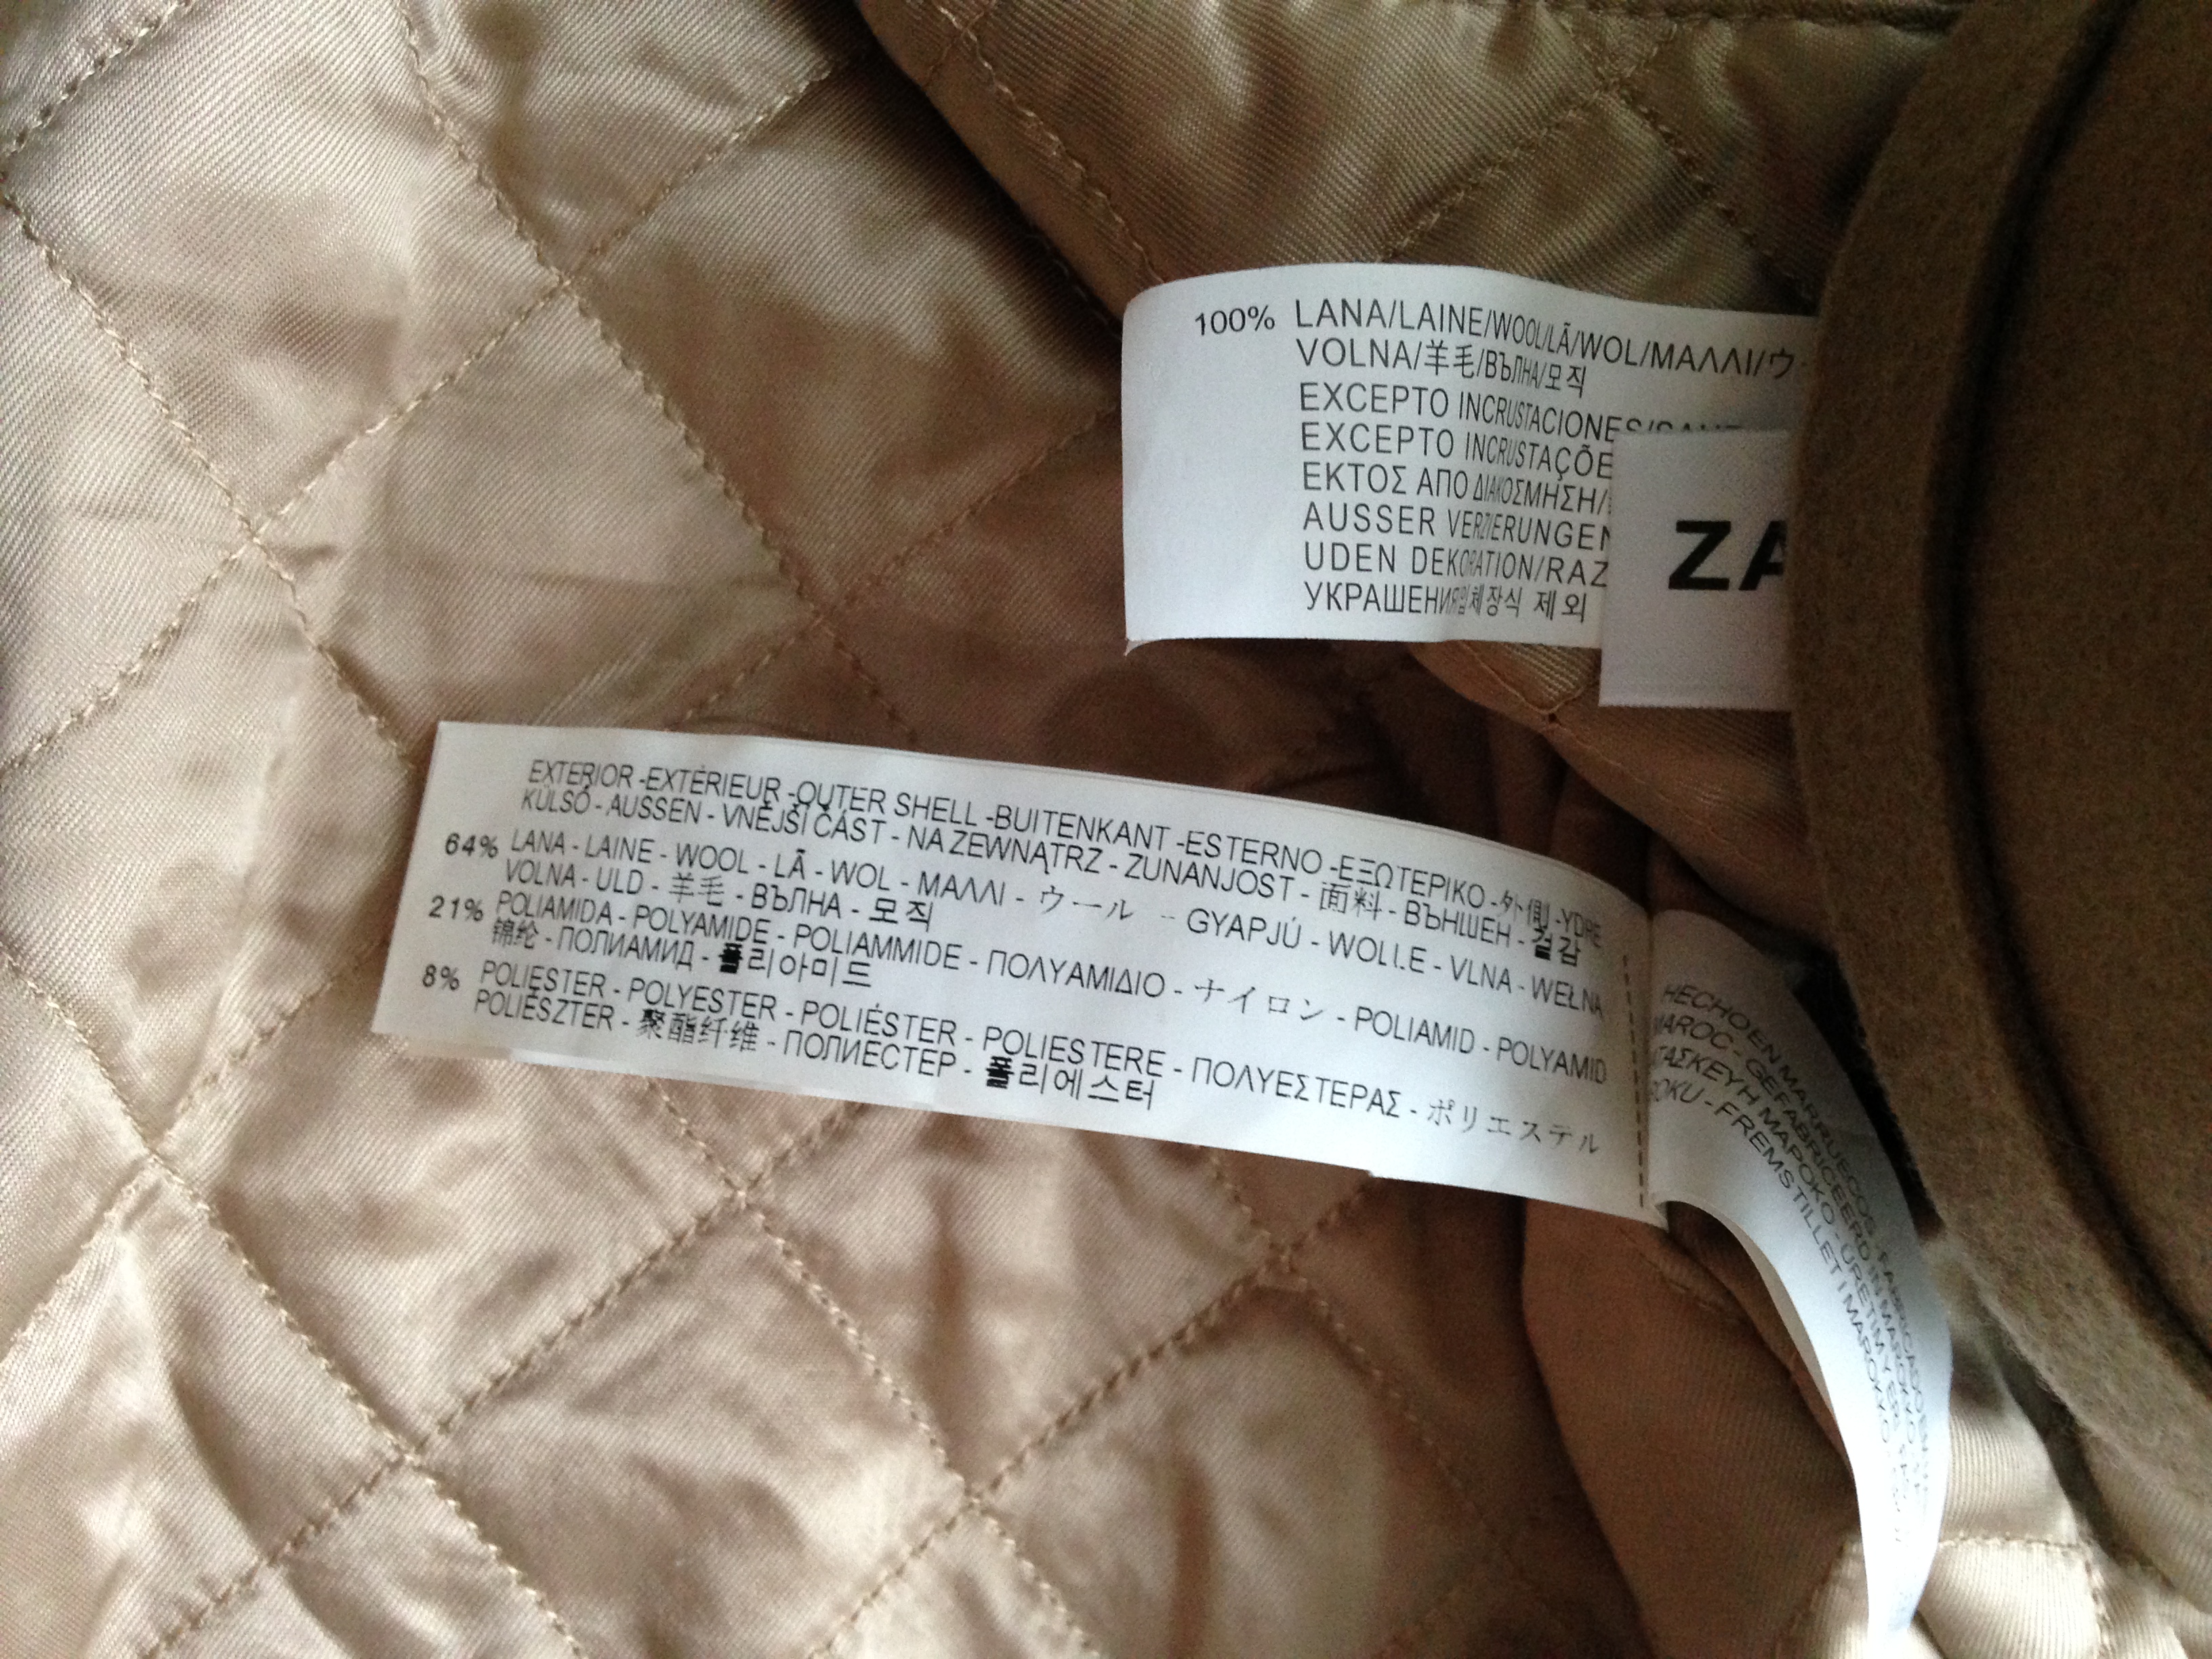 100% LANA/LAINE/WOOL/LÃ/WOL/ΜΑΛΛΙ/ウ
VOLNA/羊毛/ВЪЛНА/모직
EXCEPTO INCRUSTACIONES/
EXCEPTO INCRUSTAÇÕE
ΕΚΤΟΣ ΑΠΟ ΔΙΑΚΟΣΜΗΣΗ/
AUSSER VERZIERUNGEN
UDEN DEKORATION/RAZ
УКРАШЕНИЯ 장식 제외
ZA
EXTERIOR -EXTÉRIEUR -OUTER SHELL -BUITENKANT -ESTERNO -ΕΞΩΤΕΡΙΚΟ -外側 -YDRE
KÜLSŐ - AUSSEN - VNĚJŠÍ ČÁST - NA ZEWNĄTRZ - ZUNANJOST - 面料 - ВЪНШЕН - 겉감
64% LANA - LAINE - WOOL - LÃ - WOL - ΜΑΛΛΙ - ウール - GYAPJÚ - WOLLE - VLNA - WEŁNA
VOLNA - ULD - 羊毛 - ВЪЛНА - 모직
21% POLIAMIDA - POLYAMIDE - POLIAMMIDE - ΠΟΛΥΑΜΙΔΙΟ - ナイロン - POLIAMID - POLYAMID
锦纶 - ПОЛИАМИД - 폴리아미드
8% POLIESTER - POLYESTER - POLIÉSTER - POLIESTERE - ΠΟΛΥΕΣΤΕΡΑΣ - ポリエステル
POLIÉSZTER - 聚酯纤维 - ПОЛИЕСТЕР - 폴리에스터
HECHO EN MARRUECOS
MAROC - GEFABRICEERD IN MAROKKO
ΜΑΡΟΚΟ - ÜRETIM YERI
FREMSTILLET I MAROKKO